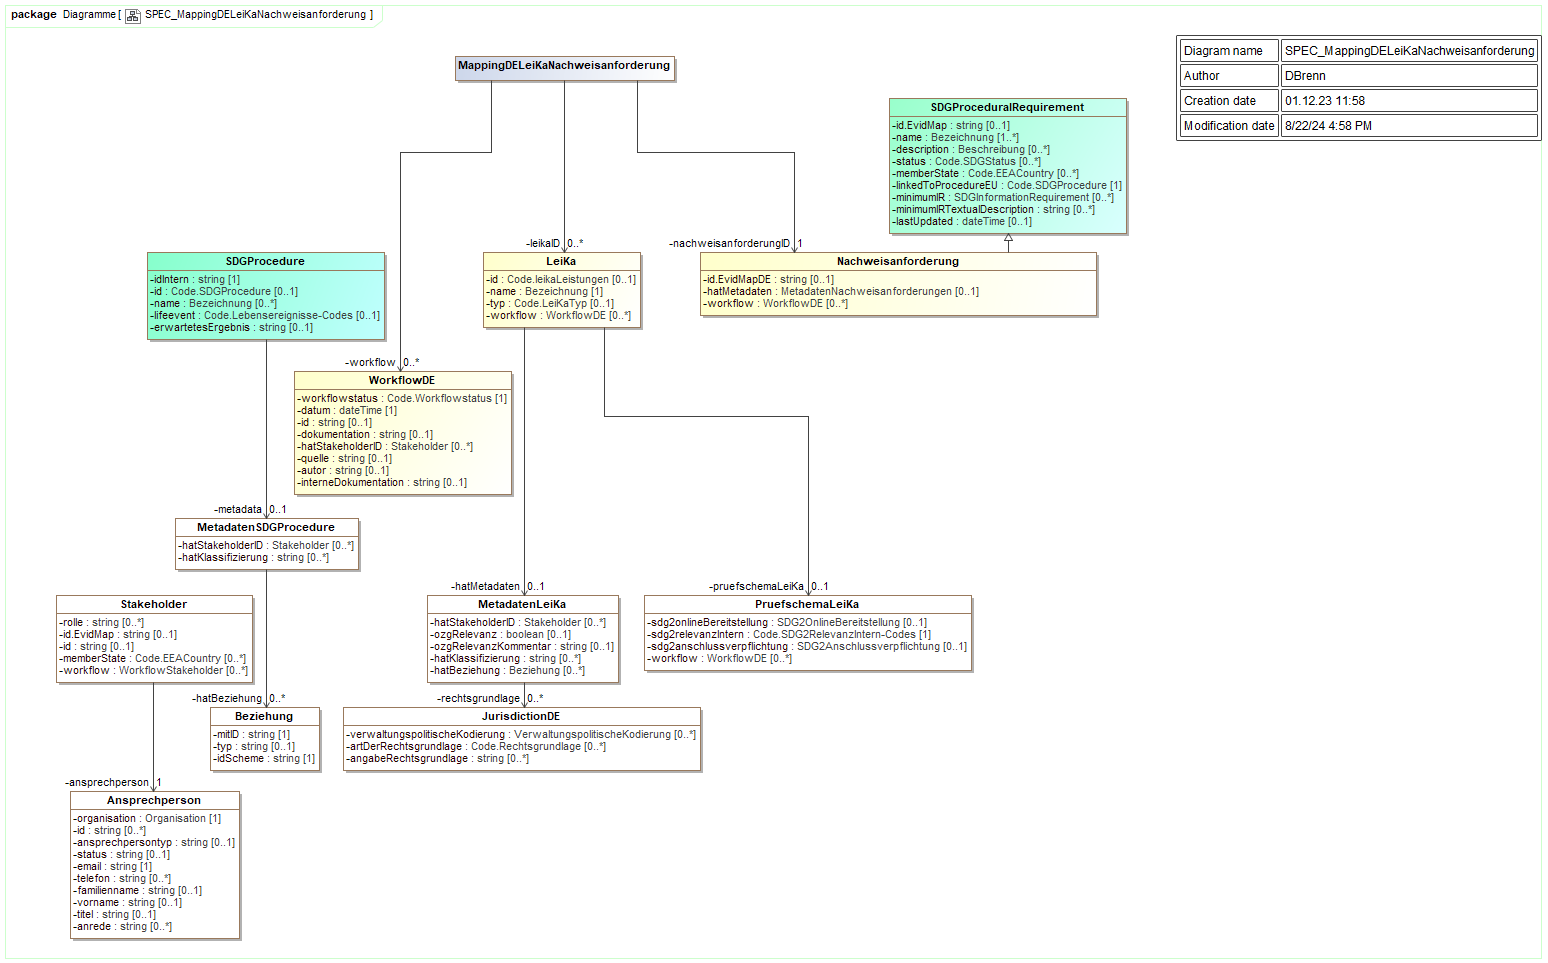 package Diagramme [ SPEC_MappingDELeiKaNachweisanforderung ]
Diagram name SPEC_MappingDELeiKaNachweisanforderung
Author DBrenn
Creation date 01.12.23 11:58
Modification date 8/22/24 4:58 PM
MappingDELeiKaNachweisanforderung
SDGProceduralRequirement
-id.EvidMap : string [0..1]
-name : Bezeichnung [1..*]
-description : Beschreibung [0..*]
-status : Code.SDGStatus [0..*]
-memberState : Code.EEACountry [0..*]
-linkedToProcedureEU : Code.SDGProcedure [1]
-minimumIR : SDGInformationRequirement [0..*]
-minimumIRTextualDescription : string [0..*]
-lastUpdated : dateTime [0..1]
-leikaID 0..*
-nachweisanforderungID 1
SDGProcedure
-idIntern : string [1]
-id : Code.SDGProcedure [0..1]
-name : Bezeichnung [0..*]
-lifeevent : Code.Lebensereignisse-Codes [0..1]
-erwartetesErgebnis : string [0..1]
LeiKa
-id : Code.leikaLeistungen [0..1]
-name : Bezeichnung [1]
-typ : Code.LeiKaTyp [0..1]
-workflow : WorkflowDE [0..*]
Nachweisanforderung
-id.EvidMapDE : string [0..1]
-hatMetadaten : MetadatenNachweisanforderungen [0..1]
-workflow : WorkflowDE [0..*]
-workflow 0..*
WorkflowDE
-workflowstatus : Code.Workflowstatus [1]
-datum : dateTime [1]
-id : string [0..1]
-dokumentation : string [0..1]
-hatStakeholderID : Stakeholder [0..*]
-quelle : string [0..1]
-autor : string [0..1]
-interneDokumentation : string [0..1]
-metadata 0..1
MetadatenSDGProcedure
-hatStakeholderID : Stakeholder [0..*]
-hatKlassifizierung : string [0..*]
-hatMetadaten 0..1
-pruefschemaLeiKa 0..1
Stakeholder
-rolle : string [0..*]
-id.EvidMap : string [0..1]
-id : string [0..1]
-memberState : Code.EEACountry [0..*]
-workflow : WorkflowStakeholder [0..*]
MetadatenLeiKa
-hatStakeholderID : Stakeholder [0..*]
-ozgRelevanz : boolean [0..1]
-ozgRelevanzKommentar : string [0..1]
-hatKlassifizierung : string [0..*]
-hatBeziehung : Beziehung [0..*]
PruefschemaLeiKa
-sdg2onlineBereitstellung : SDG2OnlineBereitstellung [0..1]
-sdg2relevanzIntern : Code.SDG2RelevanzIntern-Codes [1]
-sdg2anschlussverpflichtung : SDG2Anschlussverpflichtung [0..1]
-workflow : WorkflowDE [0..*]
-hatBeziehung 0..*
-rechtsgrundlage 0..*
Beziehung
-mitID : string [1]
-typ : string [0..1]
-idScheme : string [1]
JurisdictionDE
-verwaltungspolitischeKodierung : VerwaltungspolitischeKodierung [0..*]
-artDerRechtsgrundlage : Code.Rechtsgrundlage [0..*]
-angabeRechtsgrundlage : string [0..*]
-ansprechperson 1
Ansprechperson
-organisation : Organisation [1]
-id : string [0..*]
-ansprechpersontyp : string [0..1]
-status : string [0..1]
-email : string [1]
-telefon : string [0..*]
-familienname : string [0..1]
-vorname : string [0..1]
-titel : string [0..1]
-anrede : string [0..*]